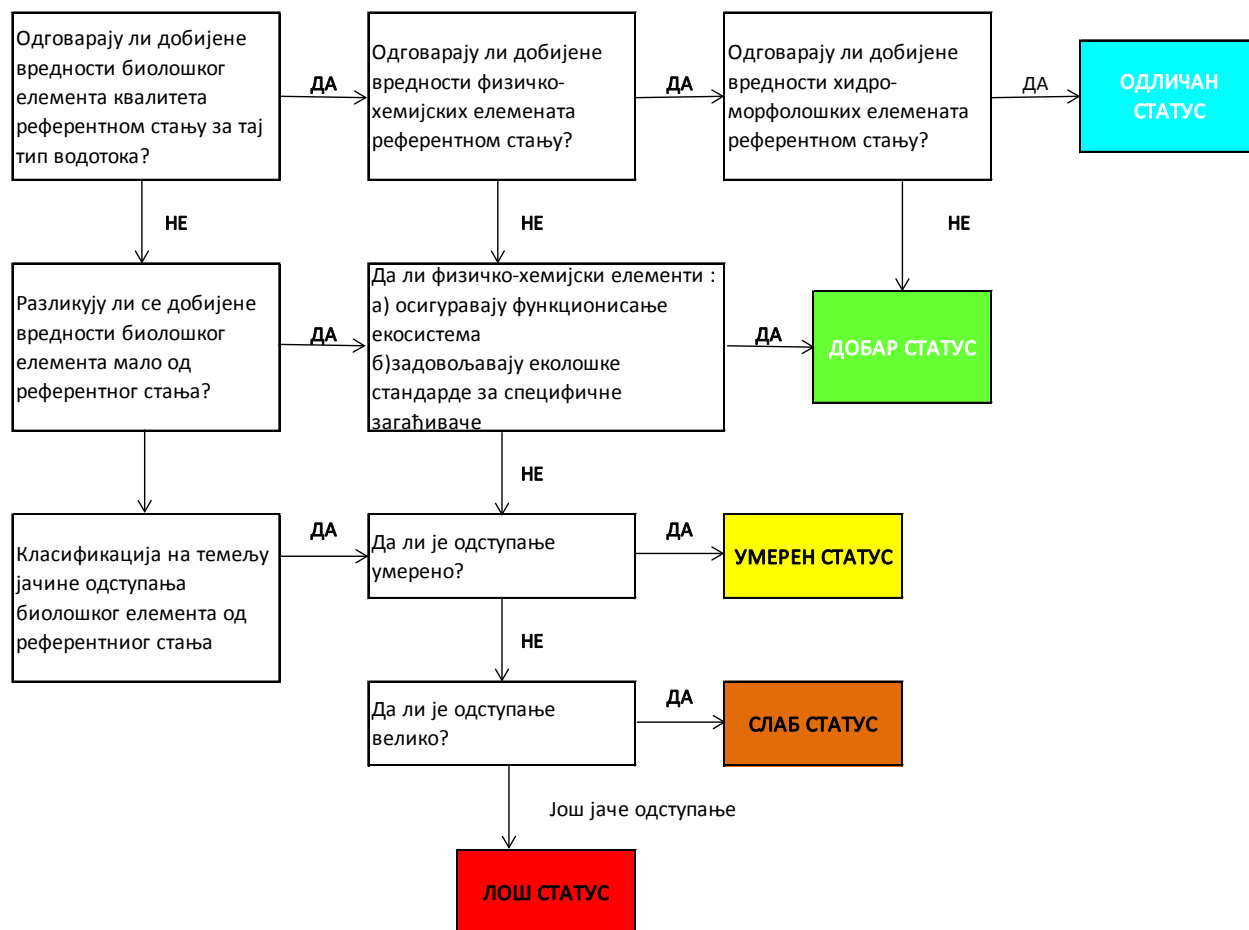 Одговарају ли добијене
вредности биолошког
елемента квалитета
референтном стању за тај
тип водотока?
ДА
Одговарају ли добијене
вредности физичко-
хемијских елемената
референтном стању?
ДА
Одговарају ли добијене
вредности хидро-
морфолошких елемената
референтном стању?
ДА
ОДЛИЧАН
СТАТУС
НЕ
НЕ
НЕ
Разликују ли се добијене
вредности биолошког
елемента мало од
референтног стања?
ДА
Да ли физичко-хемијски елементи :
а) осигуравају функционисање
екосистема
б)задовољавају еколошке
стандарде за специфичне
загађиваче
ДА
ДОБАР СТАТУС
НЕ
Класификација на темељу
јачине одступања
биолошког елемента од
референтниог стања
ДА
Да ли је одступање
умерено?
ДА
УМЕРЕН СТАТУС
НЕ
Да ли је одступање
велико?
ДА
СЛАБ СТАТУС
Још јаче одступање
ЛОШ СТАТУС